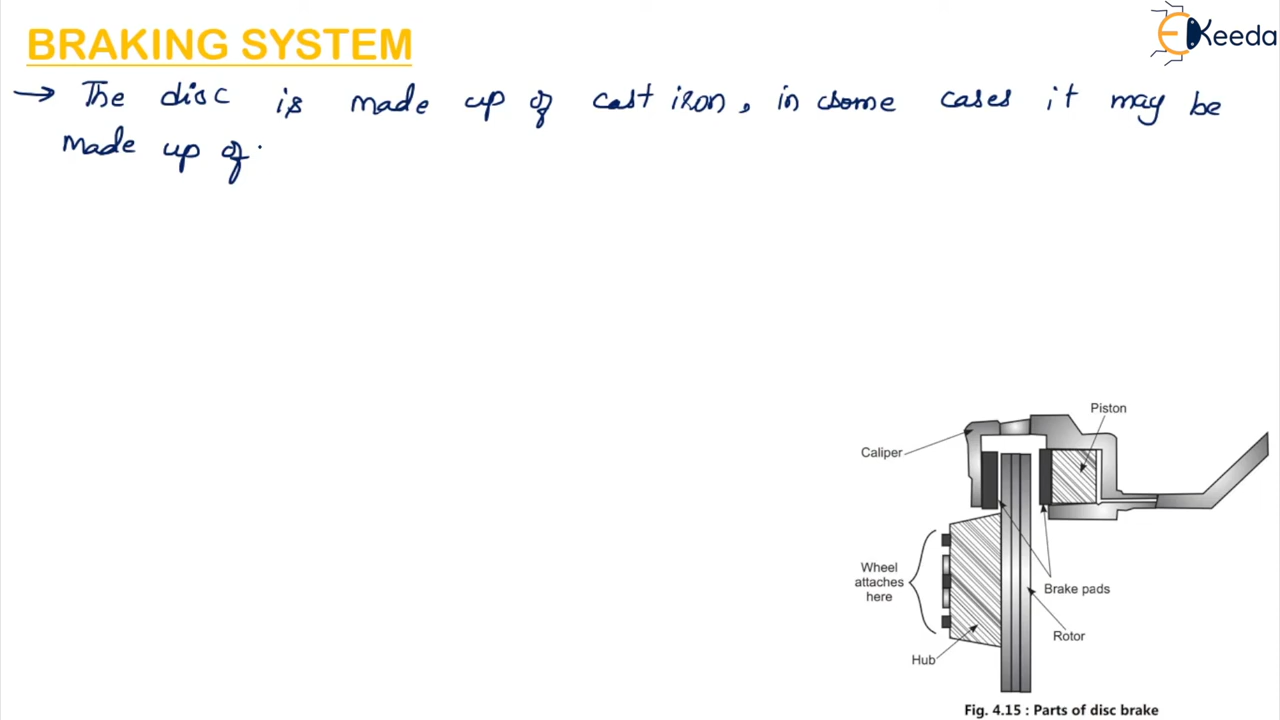 BRAKING SYSTEM
EKeeda
→ The disc is made up of cast iron, in some cases it may be
made up of
Piston
Caliper
Wheel
attaches
here
Brake pads
Rotor
Hub
Fig. 4.15 : Parts of disc brake